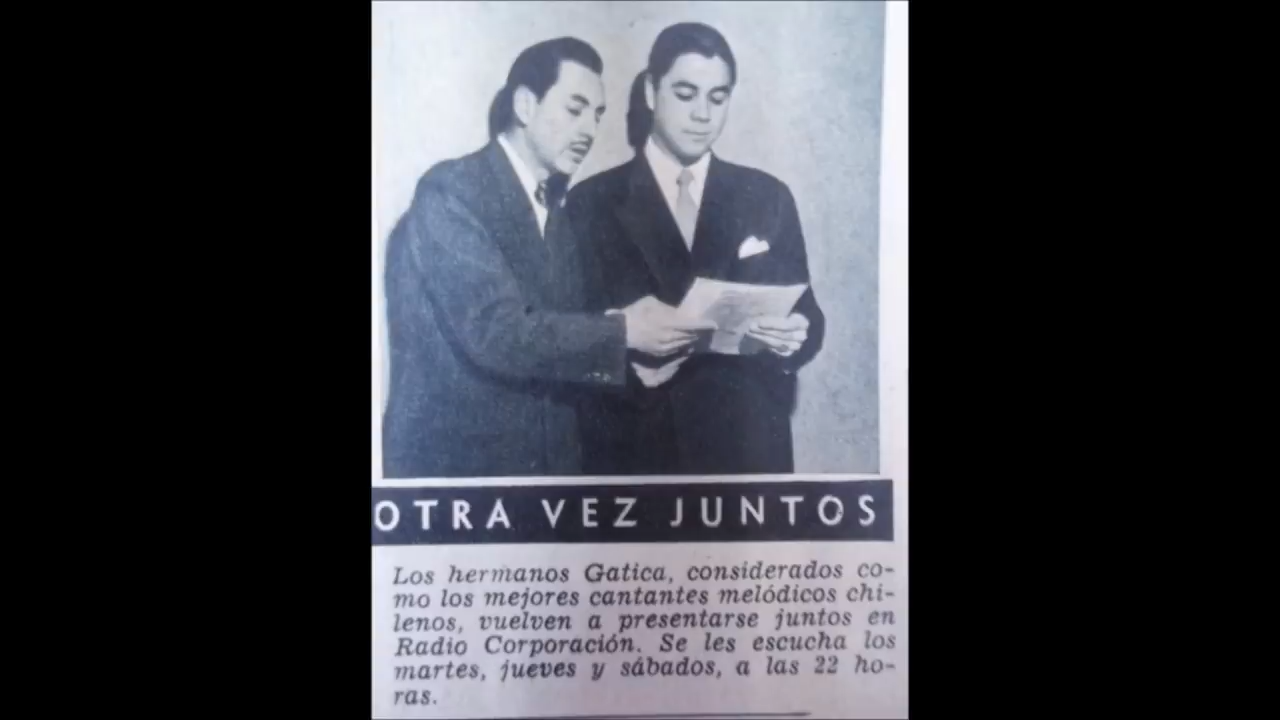 OTRA VEZ JUNTOS
Los hermanos Gatica, considerados co-
mo los mejores cantantes melódicos chi-
lenos, vuelven a presentarse juntos en
Radio Corporación. Se les escucha los
martes, jueves y sábados, a las 22 ho-
ras.